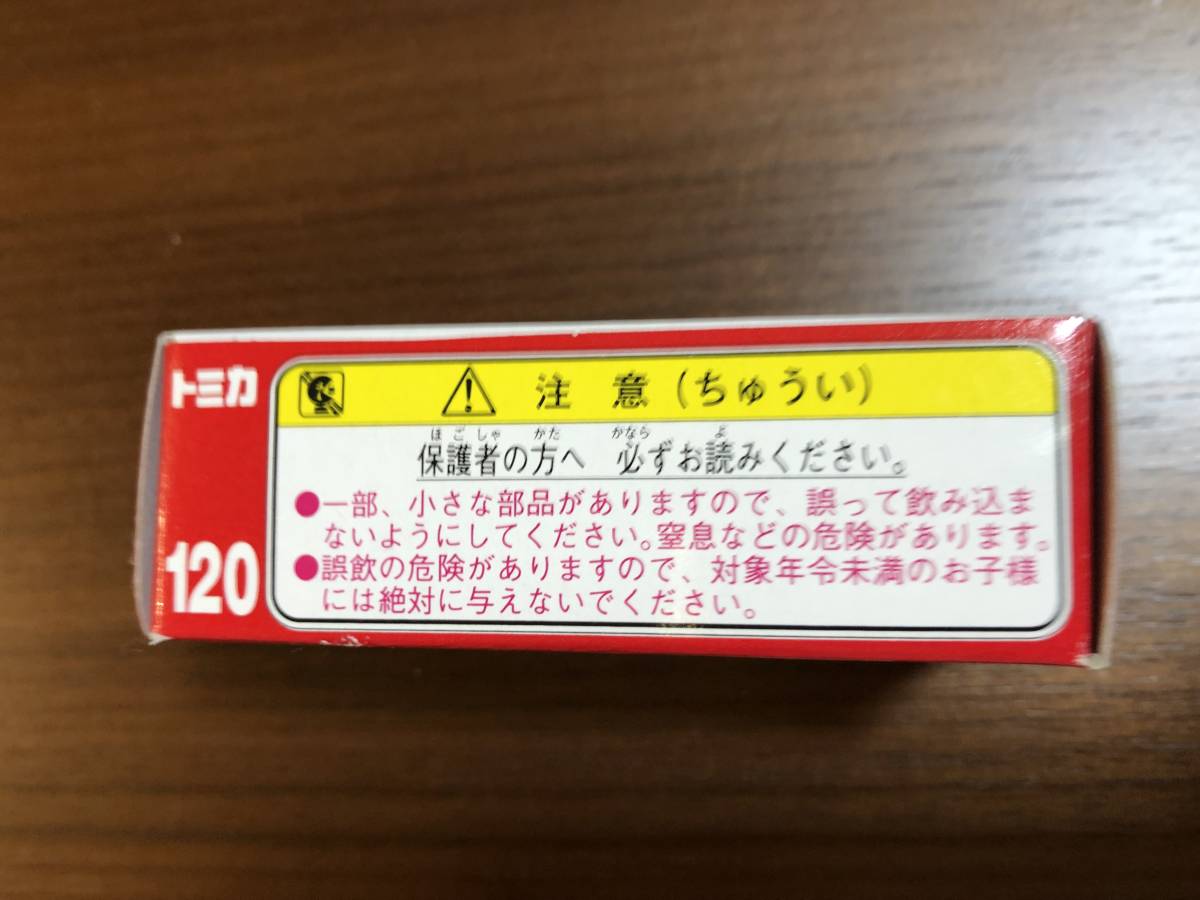 トミカ
120
注意(ちゅうい)
ほごしゃ かた かなら よ
保護者の方へ 必ずお読みください。
●一部、小さな部品がありますので、誤って飲み込ま
ないようにしてください。窒息などの危険があります。
●誤飲の危険がありますので、対象年令未満のお子様
には絶対に与えないでください。